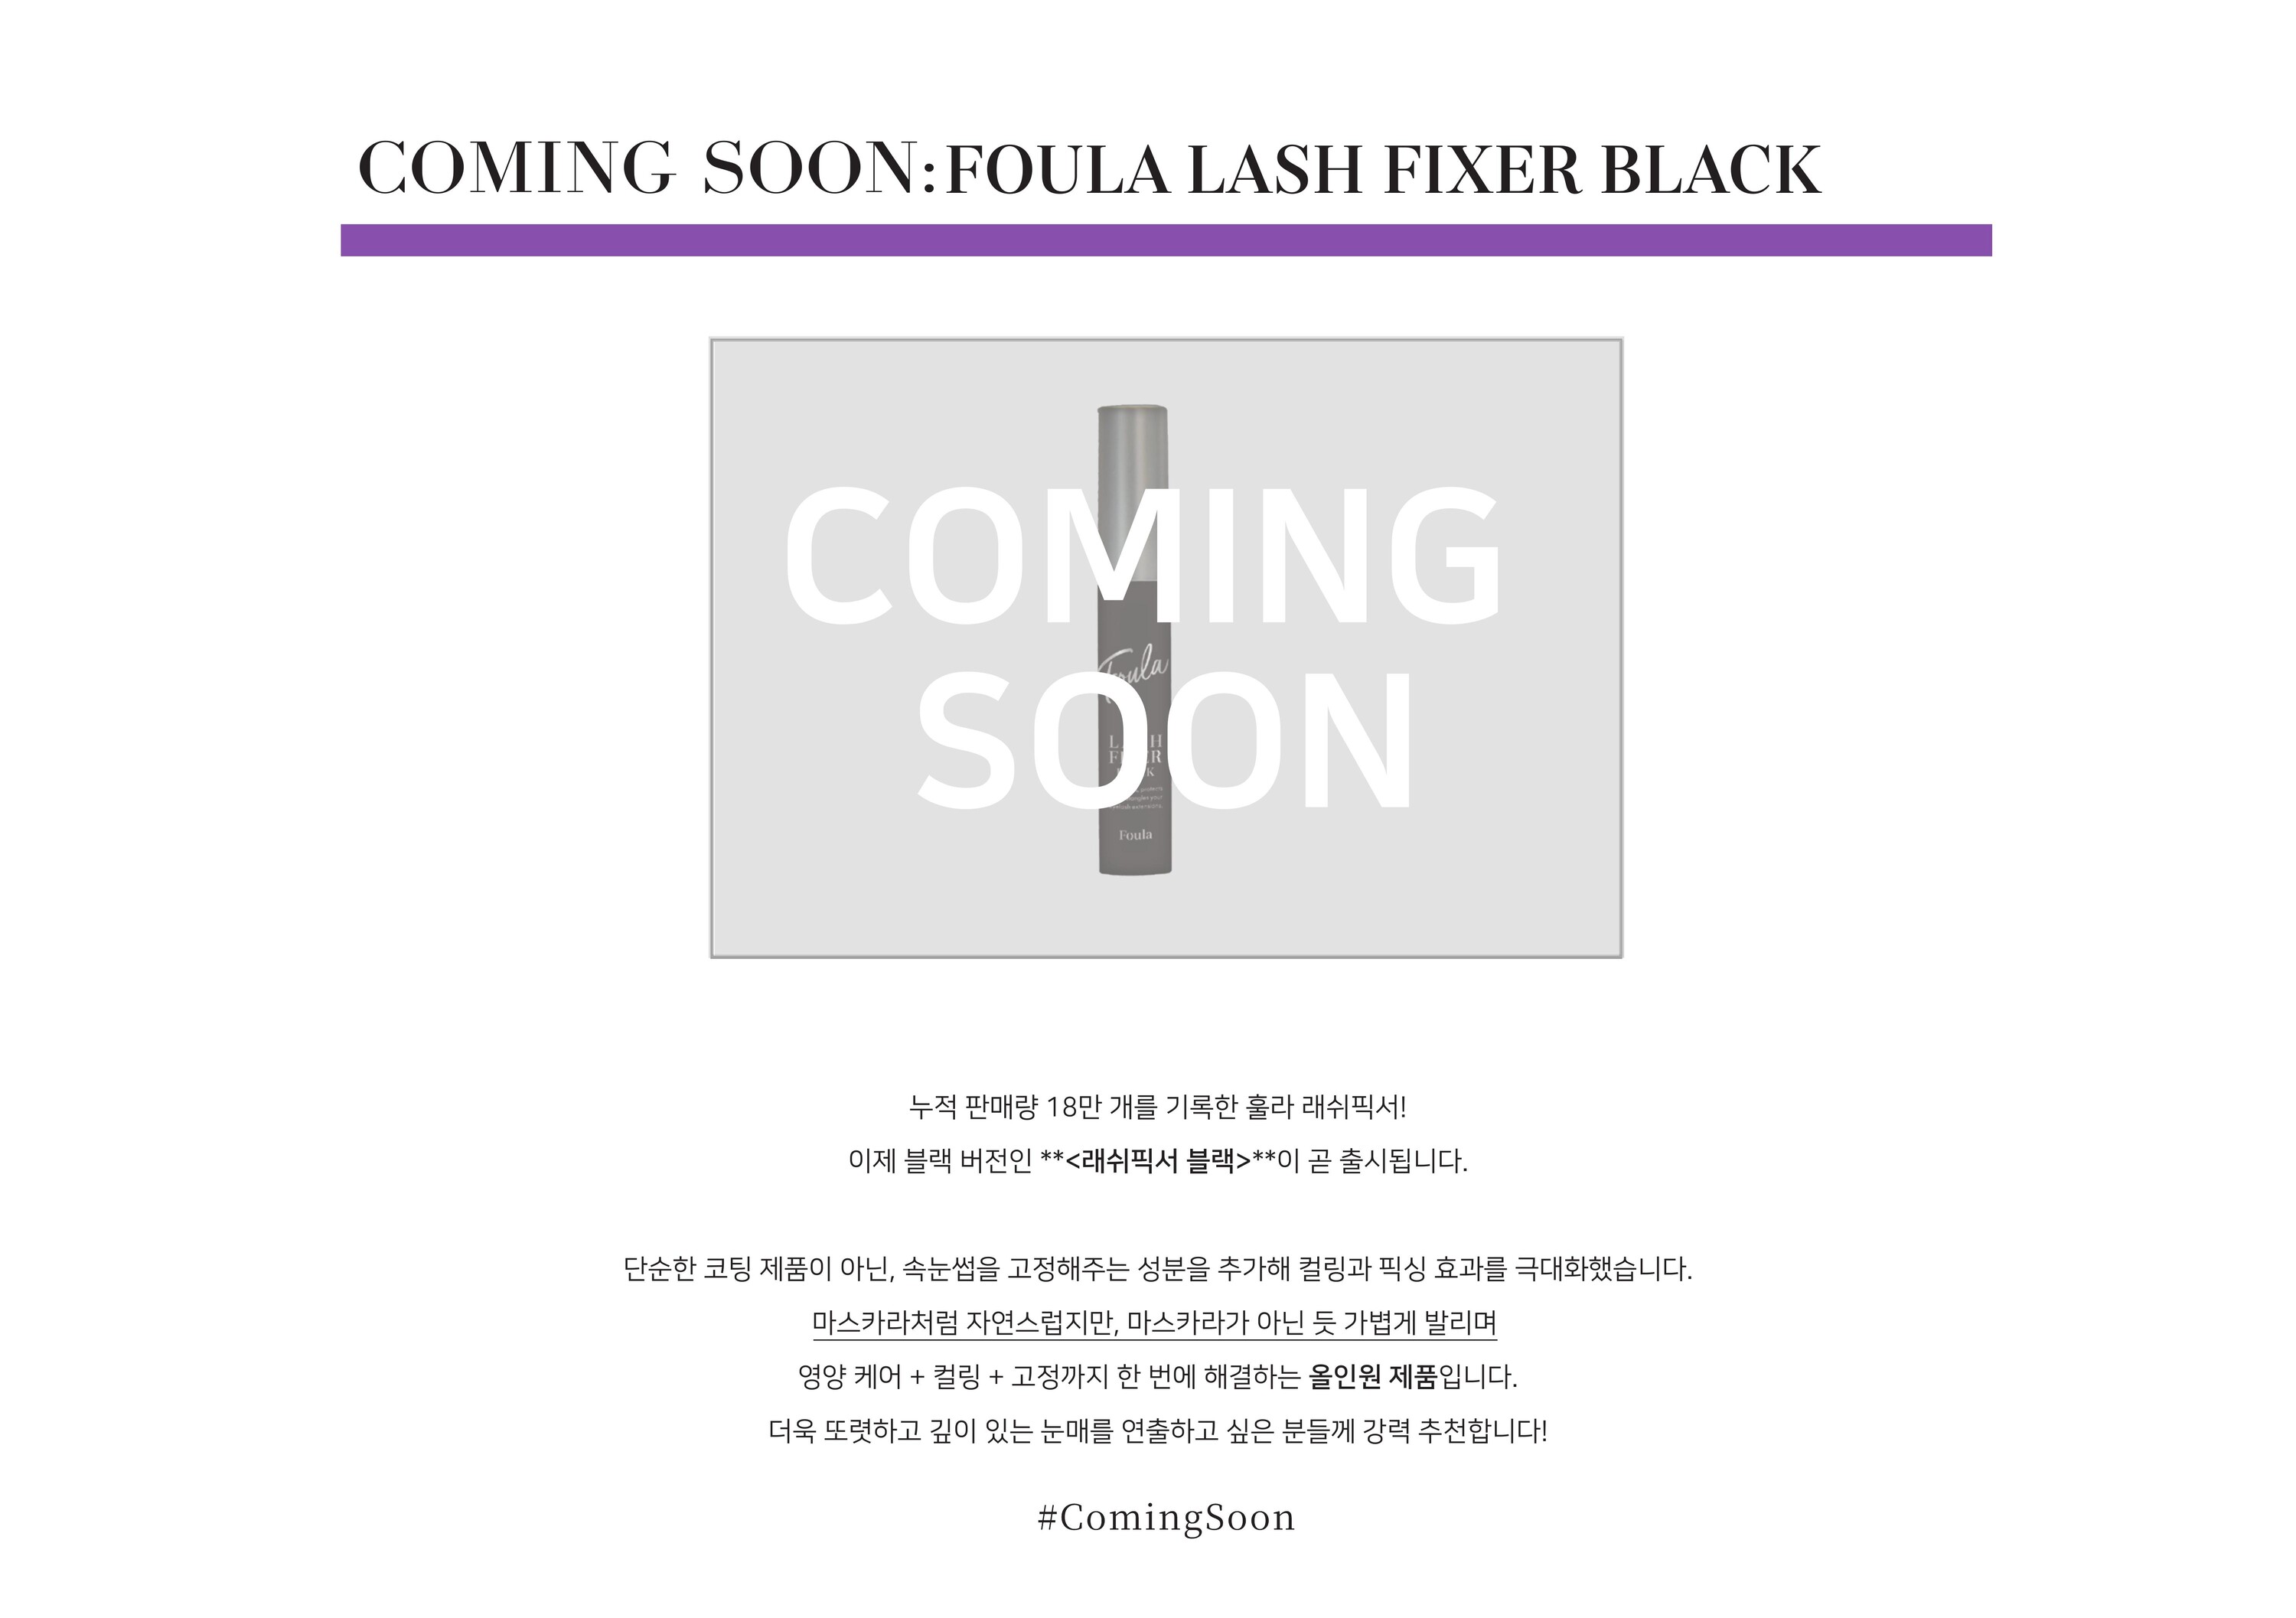 COMING SOON:FOULA LASH FIXER BLACK
COMING
SOON
Foula
Foula
누적 판매량 18만 개를 기록한 훌라 래쉬픽서!
이제 블랙 버전인 **<래쉬픽서 블랙>**이 곧 출시됩니다.
단순한 코팅 제품이 아닌, 속눈썹을 고정해주는 성분을 추가해 컬링과 픽싱 효과를 극대화했습니다.
마스카라처럼 자연스럽지만, 마스카라가 아닌 듯 가볍게 발리며
영양 케어 + 컬링 + 고정까지 한 번에 해결하는 올인원 제품입니다.
더욱 또렷하고 깊이 있는 눈매를 연출하고 싶은 분들께 강력 추천합니다!
#ComingSoon